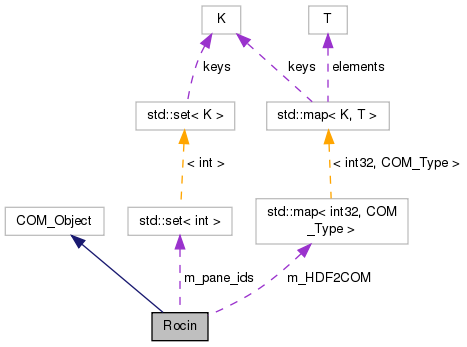 K
T
keys
keys
elements
std::set< K >
std::map< K, T >
< int >
< int32, COM_Type >
COM_Object
std::set< int >
std::map< int32, COM
_Type >
m_pane_ids
m_HDF2COM
Rocin